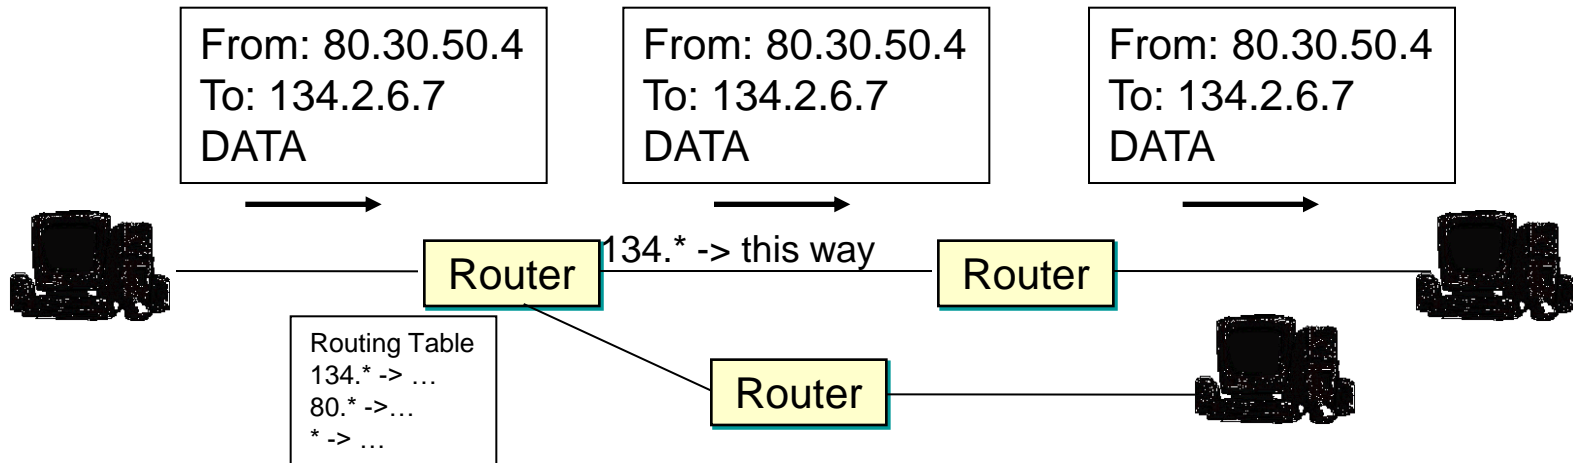 From: 80.30.50.4
To: 134.2.6.7
DATA
From: 80.30.50.4
To: 134.2.6.7
DATA
From: 80.30.50.4
To: 134.2.6.7
DATA
Router
134.* -> this way
Router
Routing Table
134.* -> …
80.* ->…
* -> …
Router